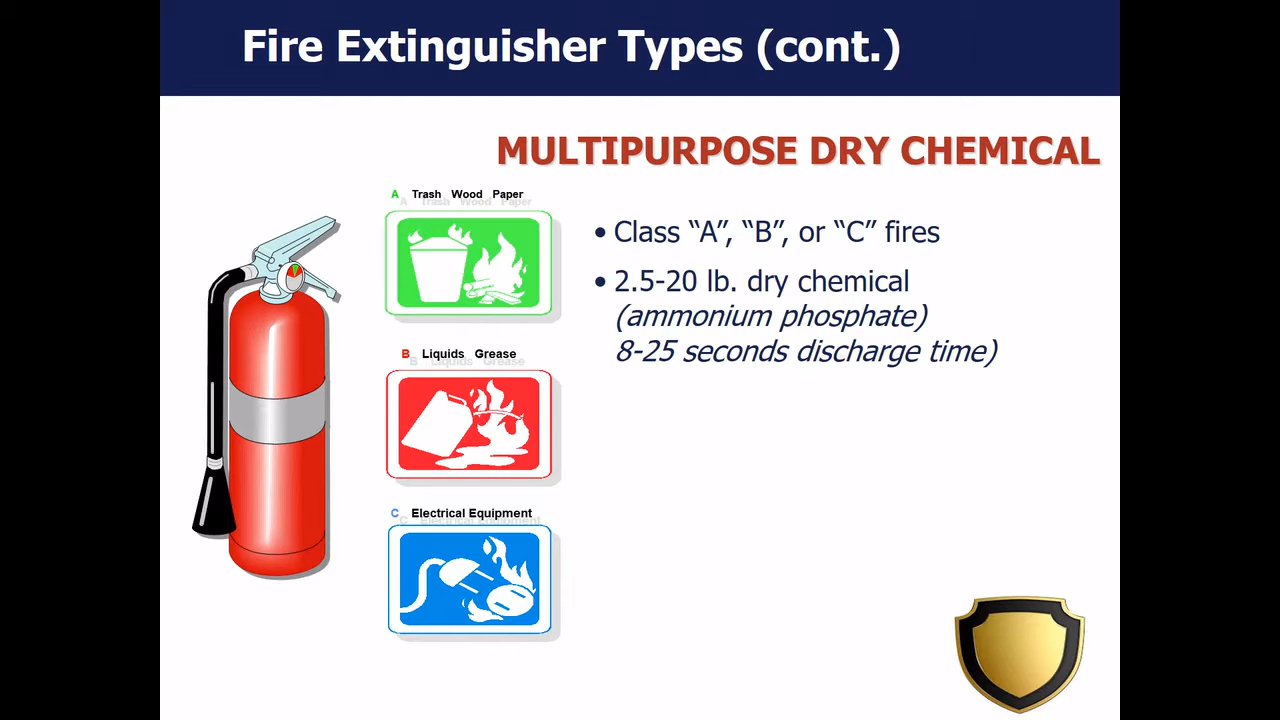 Fire Extinguisher Types (cont.)
MULTIPURPOSE DRY CHEMICAL
A Trash Wood Paper
B Liquids Grease
C Electrical Equipment
• Class “A”, “B”, or “C” fires
• 2.5-20 lb. dry chemical
(ammonium phosphate)
8-25 seconds discharge time)